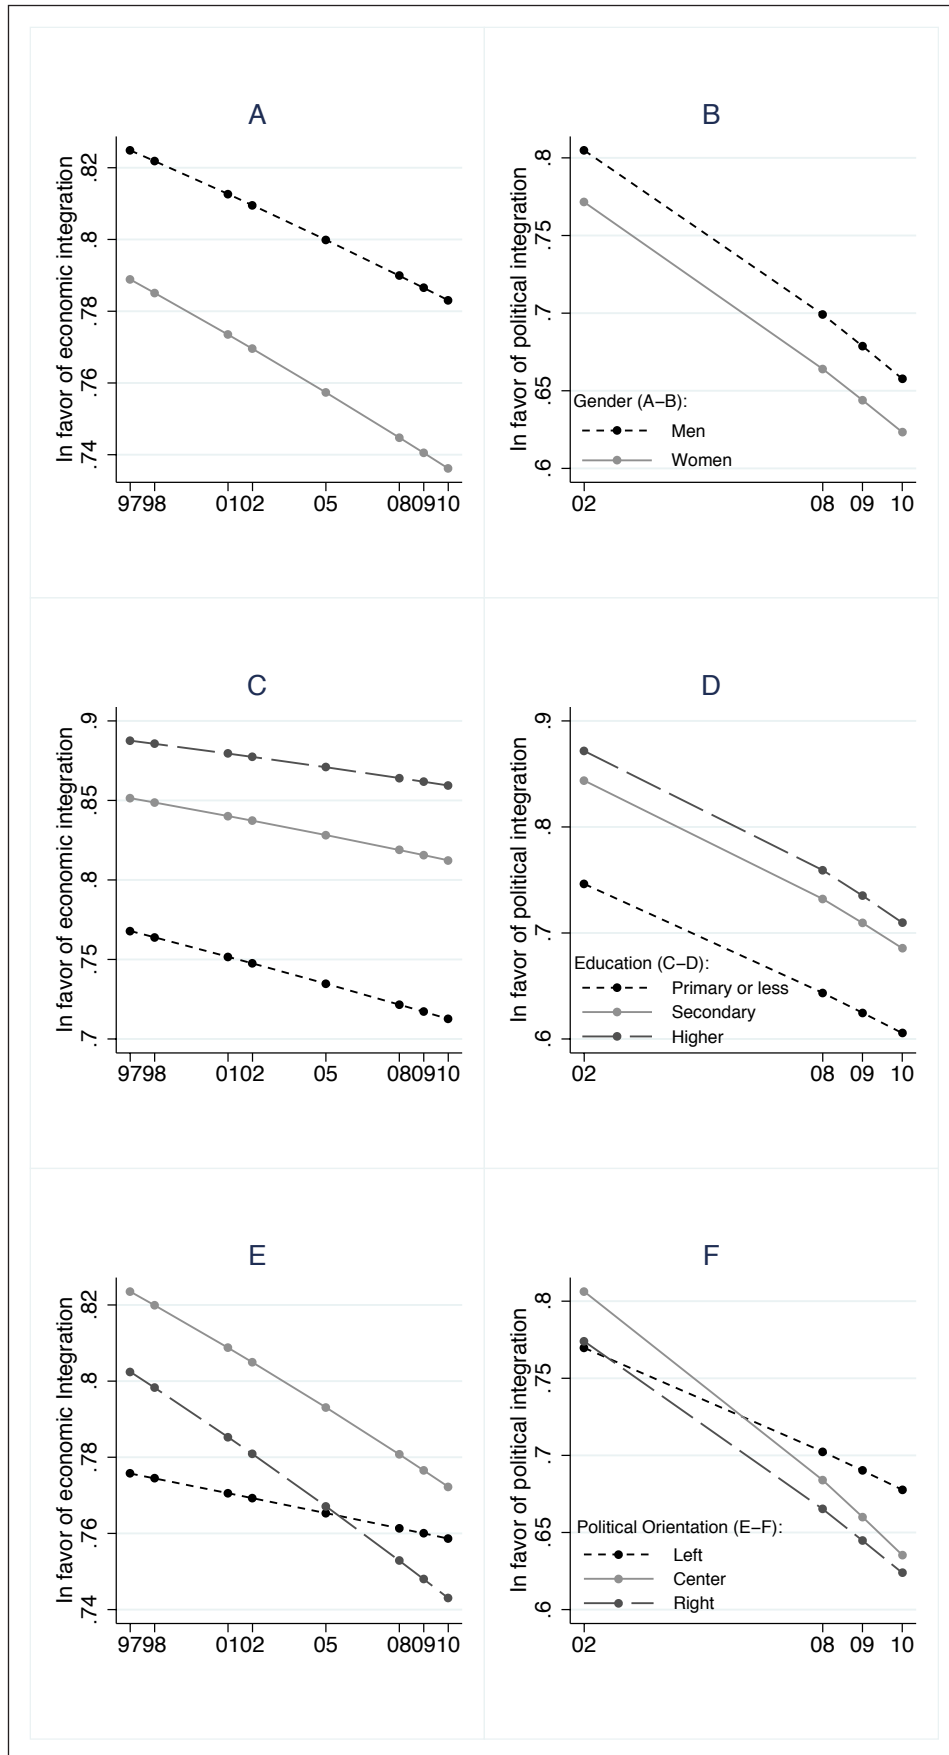 A
In favor of economic integration
.82
.8
.78
.76
.74
9798 0102 05 080910
B
In favor of political integration
.8
.75
.7
.65
.6
Gender (A–B):
Men
Women
02 08 09 10
C
In favor of economic integration
.9
.85
.8
.75
.7
9798 0102 05 080910
D
In favor of political integration
.9
.8
.7
.6
Education (C–D):
Primary or less
Secondary
Higher
02 08 09 10
E
In favor of economic Integration
.82
.8
.78
.76
.74
9798 0102 05 080910
F
In favor of political integration
.8
.75
.7
.65
.6
Political Orientation (E–F):
Left
Center
Right
02 08 09 10